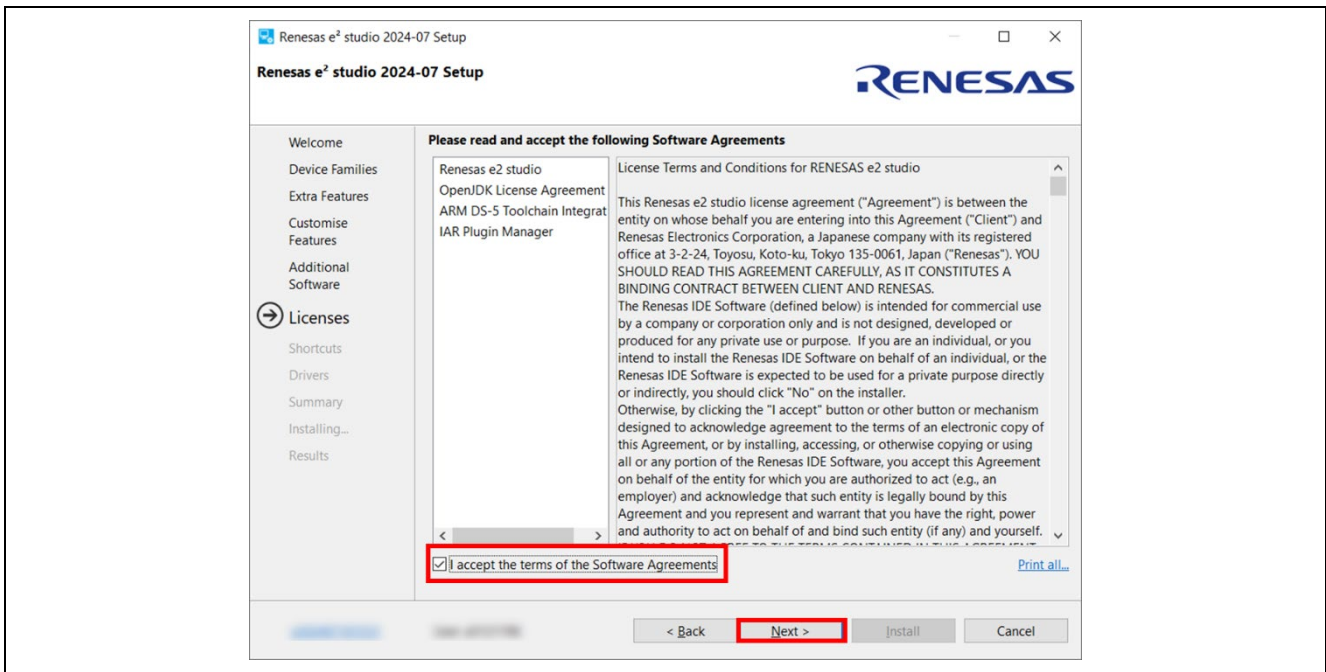 Renesas e² studio 2024-07 Setup
Renesas e² studio 2024-07 Setup
RENESAS
Welcome
Device Families
Extra Features
Customise
Features
Additional
Software
Licenses
Shortcuts
Drivers
Summary
Installing...
Results
Please read and accept the following Software Agreements
Renesas e2 studio
OpenJDK License Agreement
ARM DS-5 Toolchain Integrat
IAR Plugin Manager
License Terms and Conditions for RENESAS e2 studio
This Renesas e2 studio license agreement ("Agreement") is between the
entity on whose behalf you are entering into this Agreement ("Client") and
Renesas Electronics Corporation, a Japanese company with its registered
office at 3-2-24, Toyosu, Koto-ku, Tokyo 135-0061, Japan ("Renesas"). YOU
SHOULD READ THIS AGREEMENT CAREFULLY, AS IT CONSTITUTES A
BINDING CONTRACT BETWEEN CLIENT AND RENESAS.
The Renesas IDE Software (defined below) is intended for commercial use
by a company or corporation only and is not designed, developed or
produced for any private use or purpose.  If you are an individual, or you
intend to install the Renesas IDE Software on behalf of an individual, or the
Renesas IDE Software is expected to be used for a private purpose directly
or indirectly, you should click "No" on the installer.
Otherwise, by clicking the "I accept" button or other button or mechanism
designed to acknowledge agreement to the terms of an electronic copy of
this Agreement, or by installing, accessing, or otherwise copying or using
all or any portion of the Renesas IDE Software, you accept this Agreement
on behalf of the entity for which you are authorized to act (e.g., an
employer) and acknowledge that such entity is legally bound by this
Agreement and you represent and warrant that you have the right, power
and authority to act on behalf of and bind such entity (if any) and yourself.
I accept the terms of the Software Agreements
Print all...
< Back
Next >
Install
Cancel